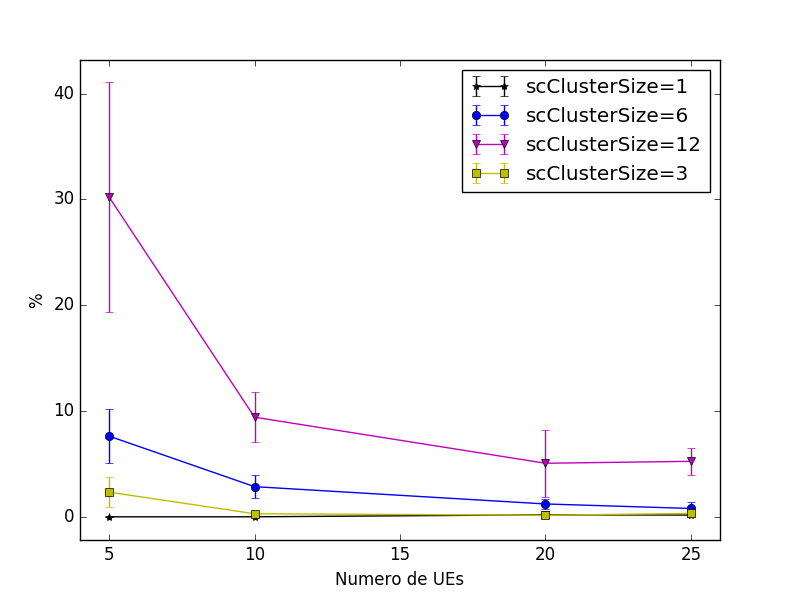 scClusterSize=1
scClusterSize=6
scClusterSize=12
scClusterSize=3
40
30
20
10
0
%
5 10 15 20 25
Numero de UEs